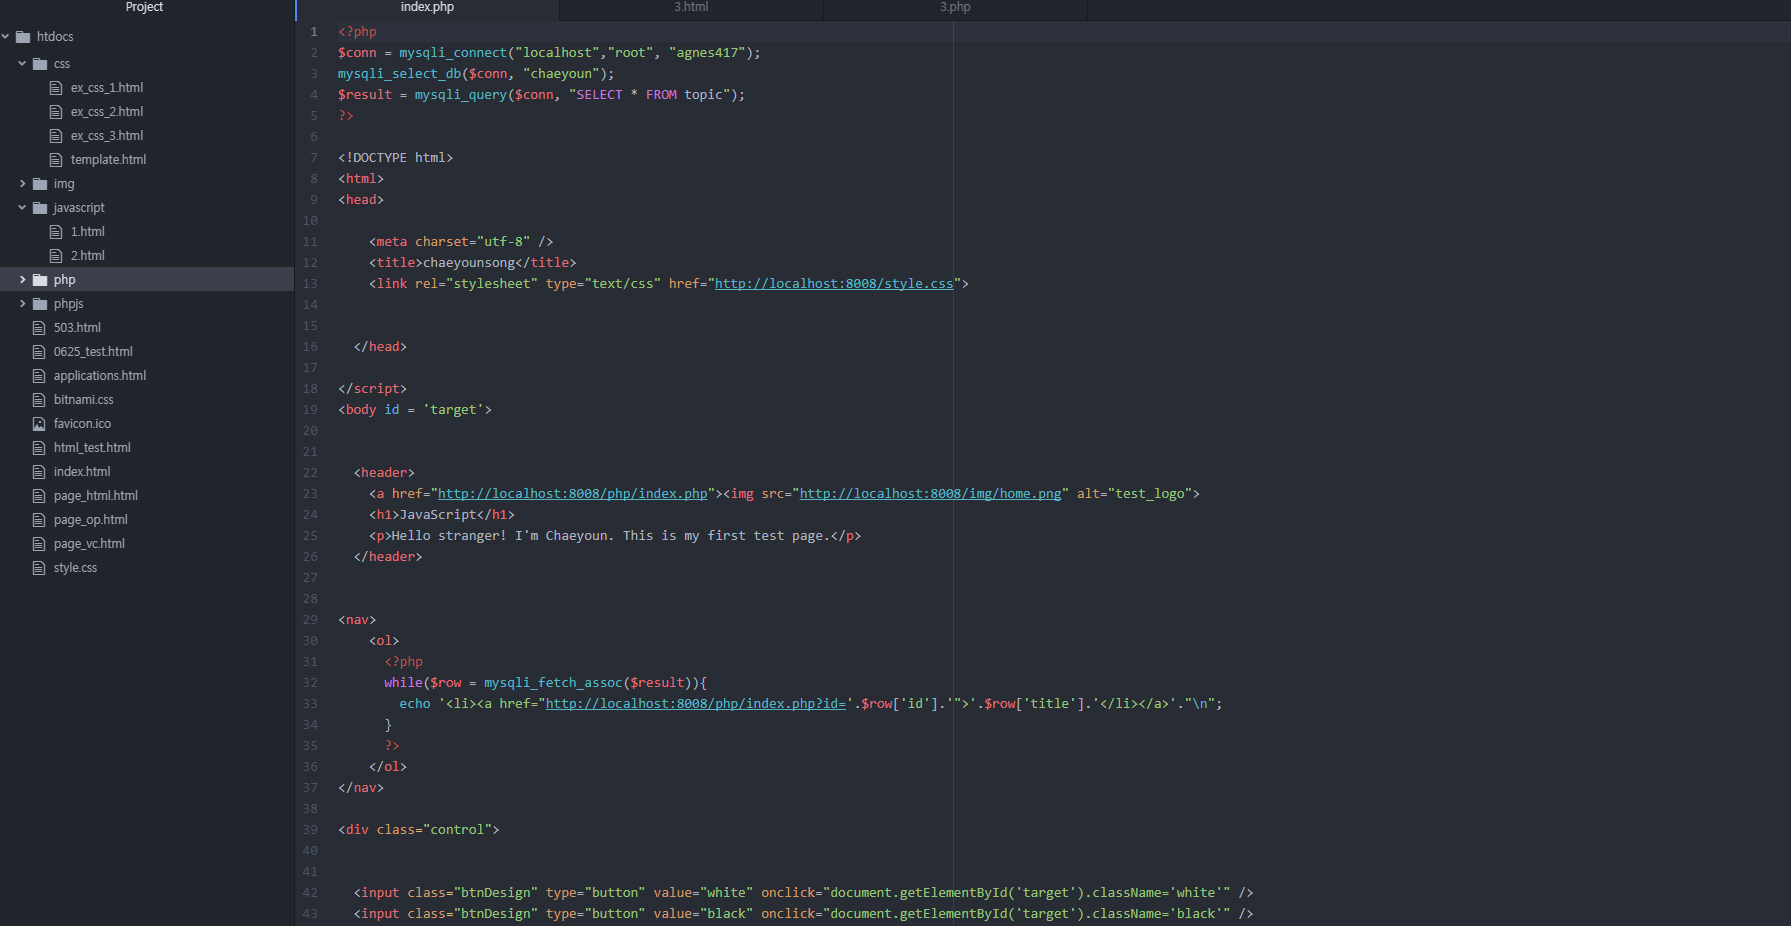 Project
htdocs
css
ex_css_1.html
ex_css_2.html
ex_css_3.html
template.html
img
javascript
1.html
2.html
php
phpjs
503.html
0625_test.html
applications.html
bitnami.css
favicon.ico
html_test.html
index.html
page_html.html
page_op.html
page_vc.html
style.css
index.php 3.html 3.php
1 <?php
2 $conn = mysqli_connect("localhost","root", "agnes417");
3 mysqli_select_db($conn, "chaeyoun");
4 $result = mysqli_query($conn, "SELECT * FROM topic");
5 ?>
6
7 <!DOCTYPE html>
8 <html>
9 <head>
10
11 <meta charset="utf-8" />
12 <title>chaeyounsong</title>
13 <link rel="stylesheet" type="text/css" href="http://localhost:8008/style.css">
14
15
16 </head>
17
18 </script>
19 <body id = 'target'>
20
21
22 <header>
23 <a href="http://localhost:8008/php/index.php"><img src="http://localhost:8008/img/home.png" alt="test_logo">
24 <h1>JavaScript</h1>
25 <p>Hello stranger! I'm Chaeyoun. This is my first test page.</p>
26 </header>
27
28
29 <nav>
30 <ol>
31 <?php
32 while($row = mysqli_fetch_assoc($result)){
33 echo '<li><a href="http://localhost:8008/php/index.php?id='.$row['id'].'">'.$row['title'].'</li></a>'."\n";
34 }
35 ?>
36 </ol>
37 </nav>
38
39 <div class="control">
40
41
42 <input class="btnDesign" type="button" value="white" onclick="document.getElementById('target').className='white'" />
43 <input class="btnDesign" type="button" value="black" onclick="document.getElementById('target').className='black'" />